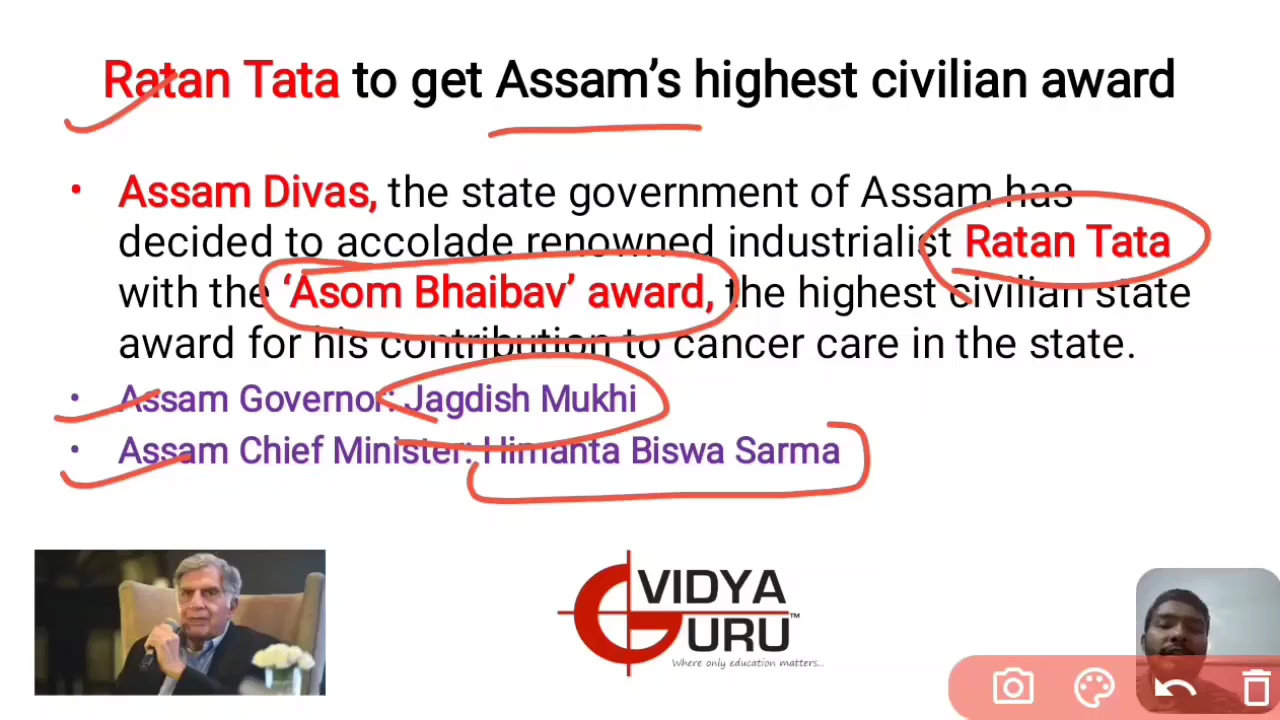 Ratan Tata to get Assam's highest civilian award
• Assam Divas, the state government of Assam has
decided to accolade renowned industrialist Ratan Tata
with the 'Asom Bhaibav' award, the highest civilian state
award for his contribution to cancer care in the state.
• Assam Governor: Jagdish Mukhi
• Assam Chief Minister: Himanta Biswa Sarma
VIDYA
GURU™
Where only education matters...